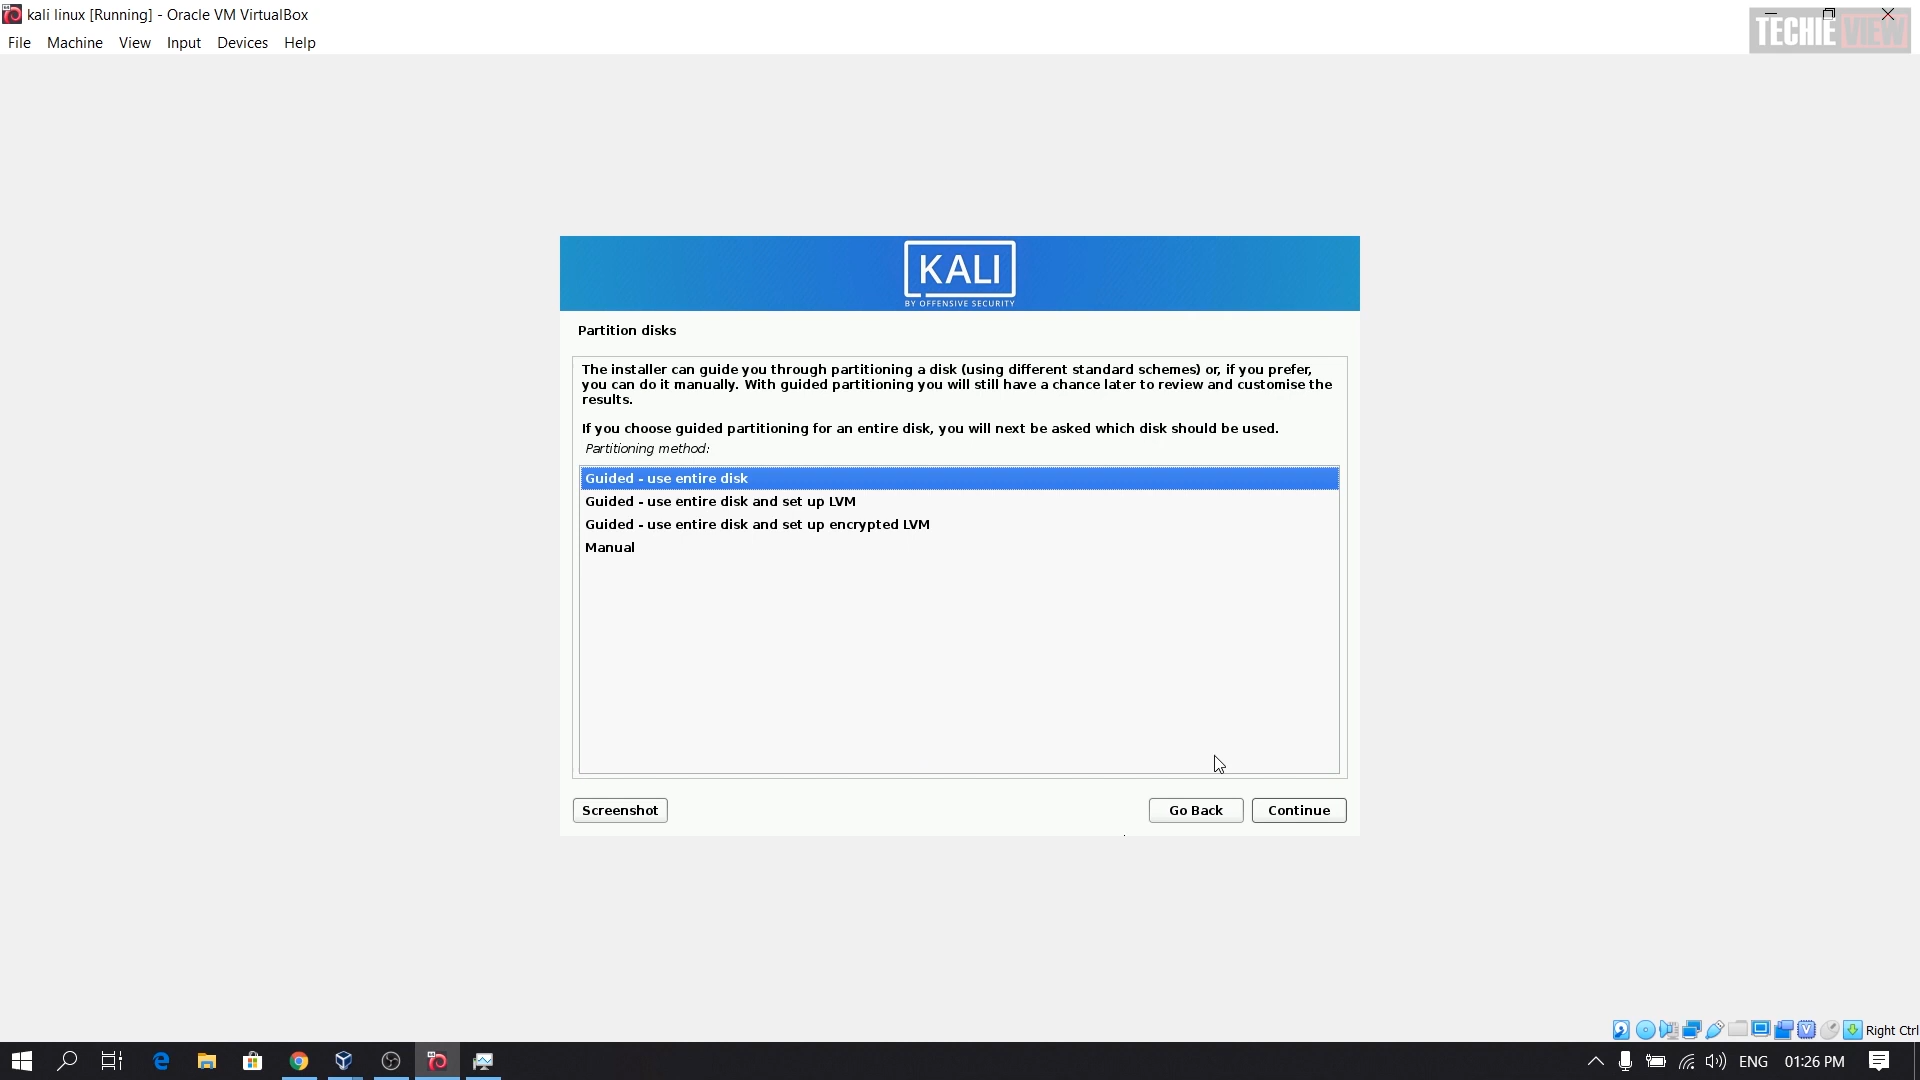 kali linux [Running] - Oracle VM VirtualBox
TECHIE VIEW
File Machine View Input Devices Help
KALI
BY OFFENSIVE SECURITY
Partition disks
The installer can guide you through partitioning a disk (using different standard schemes) or, if you prefer,
you can do it manually. With guided partitioning you will still have a chance later to review and customise the
results.
If you choose guided partitioning for an entire disk, you will next be asked which disk should be used.
Partitioning method:
Guided - use entire disk
Guided - use entire disk and set up LVM
Guided - use entire disk and set up encrypted LVM
Manual
Screenshot
Go Back
Continue
Right Ctrl
ENG
01:26 PM